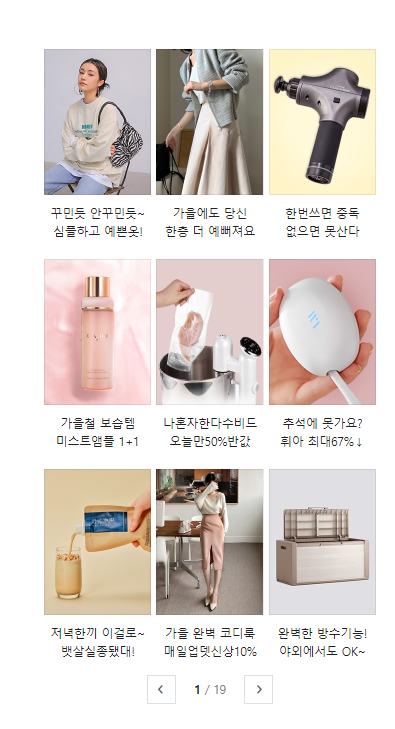 꾸민듯 안꾸민듯~
심플하고 예쁜옷!
가을에도 당신
한층 더 예뻐져요
한번쓰면 중독
없으면 못산다
가을철 보습템
미스트앰플 1+1
나혼자한다수비드
오늘만50%반값
추석에 못가요?
휘아 최대67%↓
저녁한끼 이걸로~
뱃살실종됐대!
가을 완벽 코디룩
매일업뎃신상10%
완벽한 방수기능!
야외에서도 OK~
1 / 19